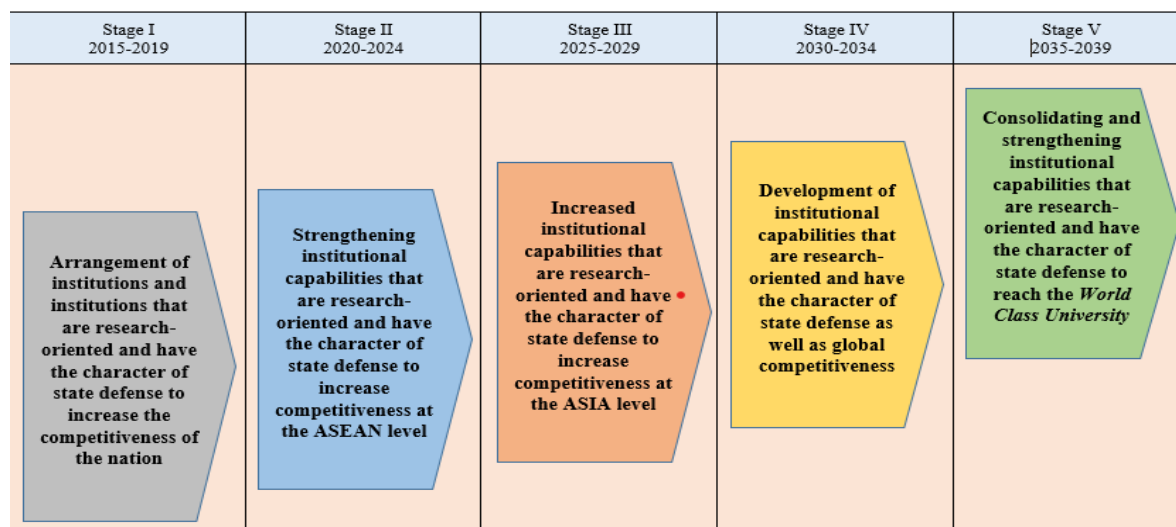 Stage I
2015-2019
Stage II
2020-2024
Stage III
2025-2029
Stage IV
2030-2034
Stage V
2035-2039
Arrangement of
institutions and
institutions that
are research-
oriented and have
the character of
state defense to
increase the
competitiveness of
the nation
Strengthening
institutional
capabilities that
are research-
oriented and have
the character of
state defense to
increase
competitiveness at
the ASEAN level
Increased
institutional
capabilities that
are research-
oriented and have
the character of
state defense to
increase
competitiveness at
the ASIA level
Development of
institutional
capabilities that
are research-
oriented and have
the character of
state defense as
well as global
competitiveness
Consolidating and
strengthening
institutional
capabilities that
are research-
oriented and have
the character of
state defense to
reach the World
Class University